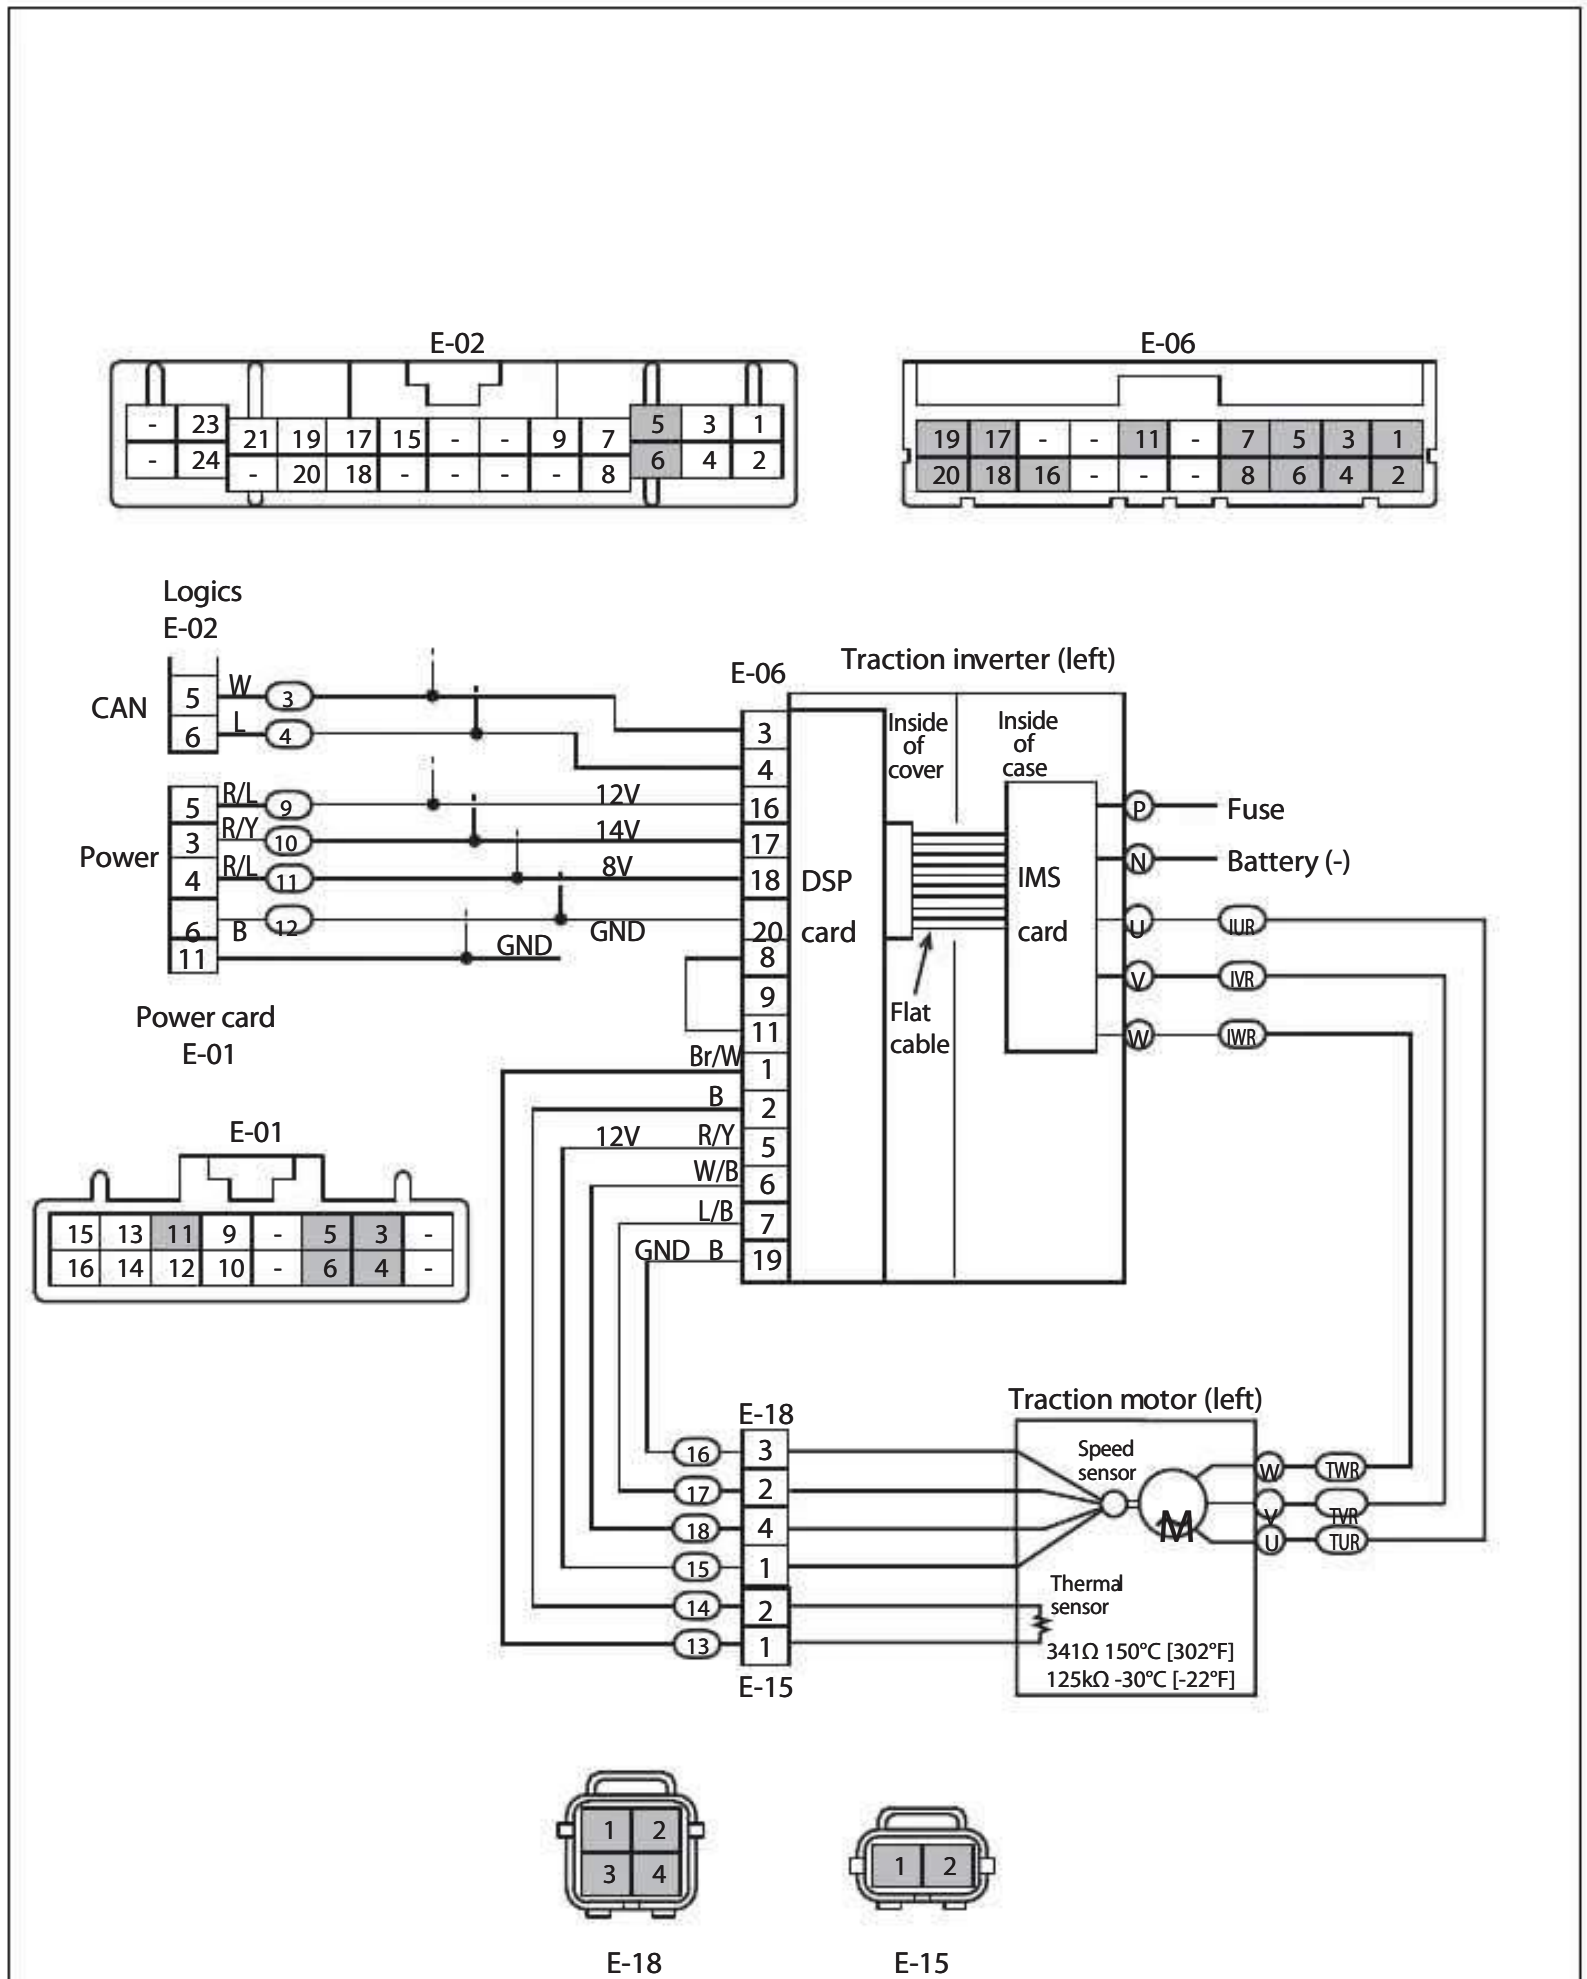 E-02
E-06
- 23 21 19 17 15 - - 9 7 5 3 1
- 24 - 20 18 - - - - 8 6 4 2
19 17 - - 11 - 7 5 3 1
20 18 16 - - - 8 6 4 2
Logics
E-02
CAN
5 W 3
6 L 4
Power
5 R/L 9 12V
3 R/Y 10 14V
4 R/L 11 8V
6 B 12 GND
11 GND
Power card
E-01
E-01
15 13 11 9 - 5 3 -
16 14 12 10 - 6 4 -
E-06
Traction inverter (left)
3
4
16
17
18
20
8
9
11
Br/W 1
B 2
12V R/Y 5
W/B 6
L/B 7
GND B 19
DSP
card
Inside
of
cover
Inside
of
case
Flat
cable
IMS
card
P Fuse
N Battery (-)
U IUR
V IVR
W IWR
E-18
16 3
17 2
18 4
15 1
14 2
13 1
E-15
Traction motor (left)
Speed
sensor
M
W TWR
V TVR
U TUR
Thermal
sensor
341Ω 150°C [302°F]
125kΩ -30°C [-22°F]
1 2
3 4
E-18
1 2
E-15